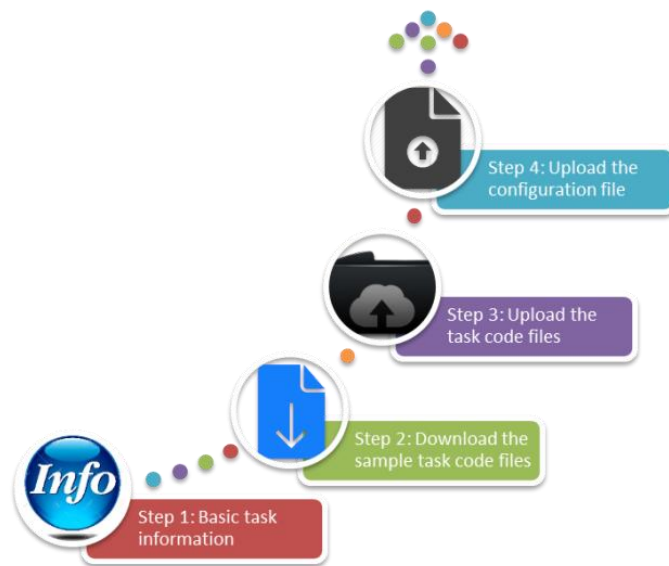 Step 4: Upload the
configuration file
Step 3: Upload the
task code files
Step 2: Download the
sample task code files
Info
Step 1: Basic task
information